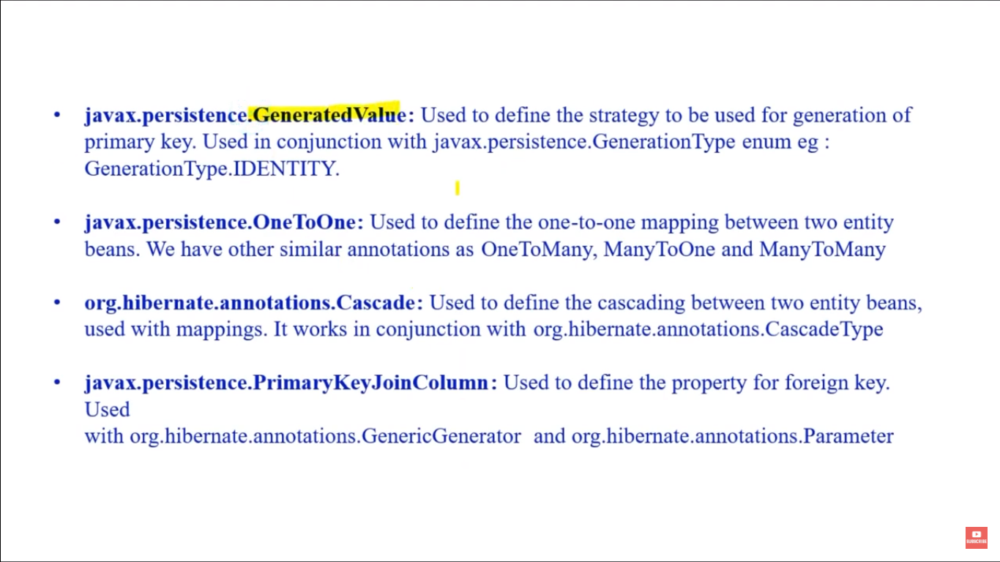 • javax.persistence.GeneratedValue: Used to define the strategy to be used for generation of
primary key. Used in conjunction with javax.persistence.GenerationType enum eg :
GenerationType.IDENTITY.
• javax.persistence.OneToOne: Used to define the one-to-one mapping between two entity
beans. We have other similar annotations as OneToMany, ManyToOne and ManyToMany
• org.hibernate.annotations.Cascade: Used to define the cascading between two entity beans,
used with mappings. It works in conjunction with org.hibernate.annotations.CascadeType
• javax.persistence.PrimaryKeyJoinColumn: Used to define the property for foreign key.
Used
with org.hibernate.annotations.GenericGenerator and org.hibernate.annotations.Parameter
SUBSCRIBE